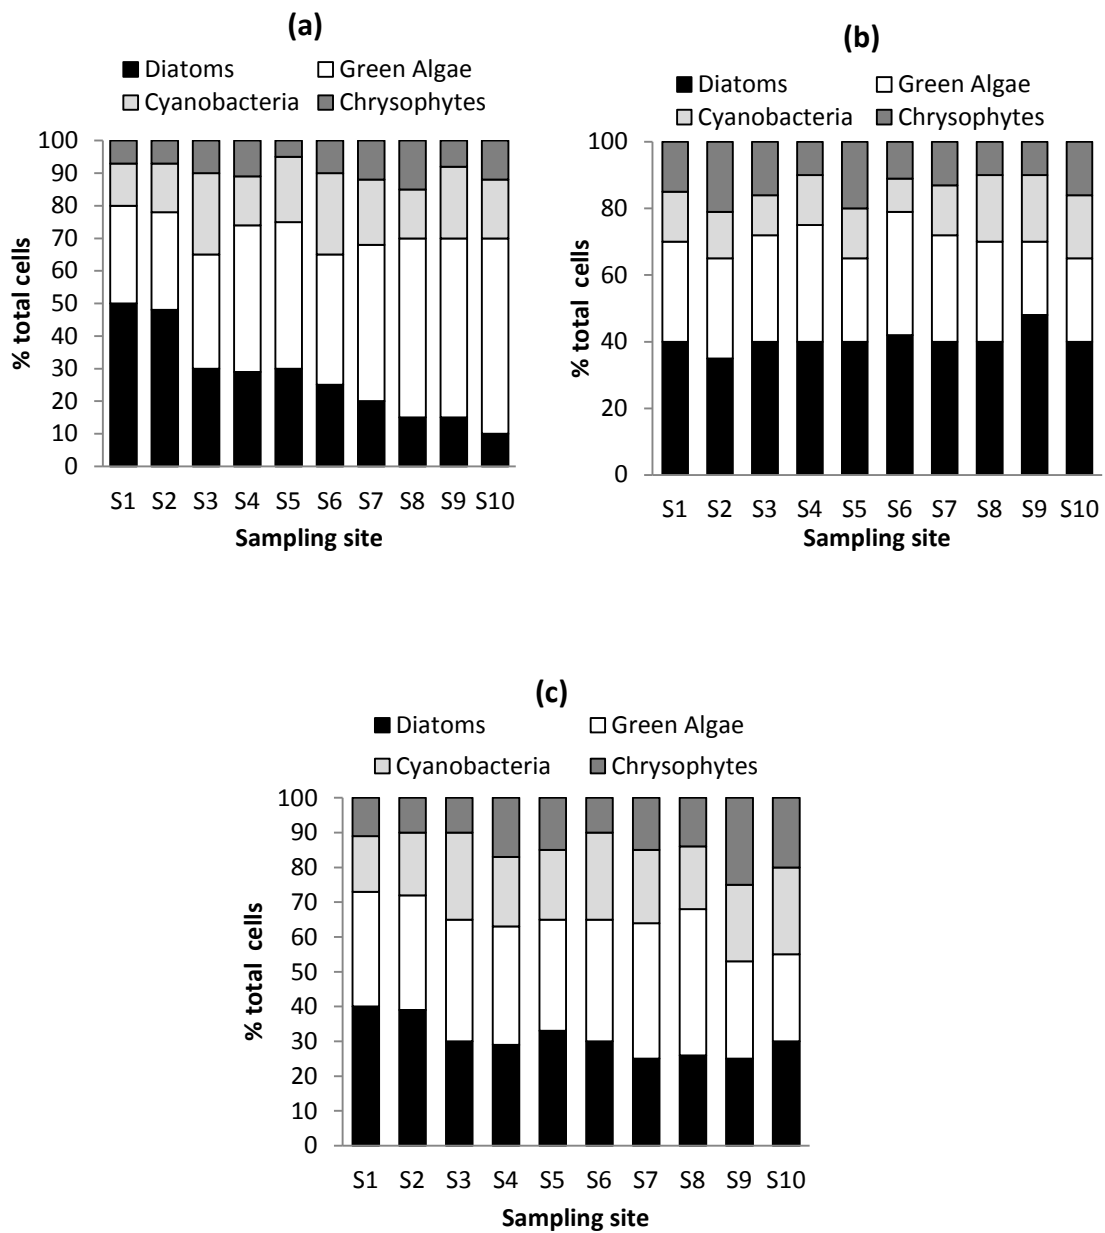 (a)
Diatoms Green Algae
Cyanobacteria Chrysophytes
100
90
80
70
60
50
40
30
20
10
0
% total cells
S1 S2 S3 S4 S5 S6 S7 S8 S9 S10
Sampling site
(b)
Diatoms Green Algae
Cyanobacteria Chrysophytes
100
80
60
40
20
0
% total cells
S1 S2 S3 S4 S5 S6 S7 S8 S9 S10
Sampling site
(c)
Diatoms Green Algae
Cyanobacteria Chrysophytes
100
90
80
70
60
50
40
30
20
10
0
% total cells
S1 S2 S3 S4 S5 S6 S7 S8 S9 S10
Sampling site